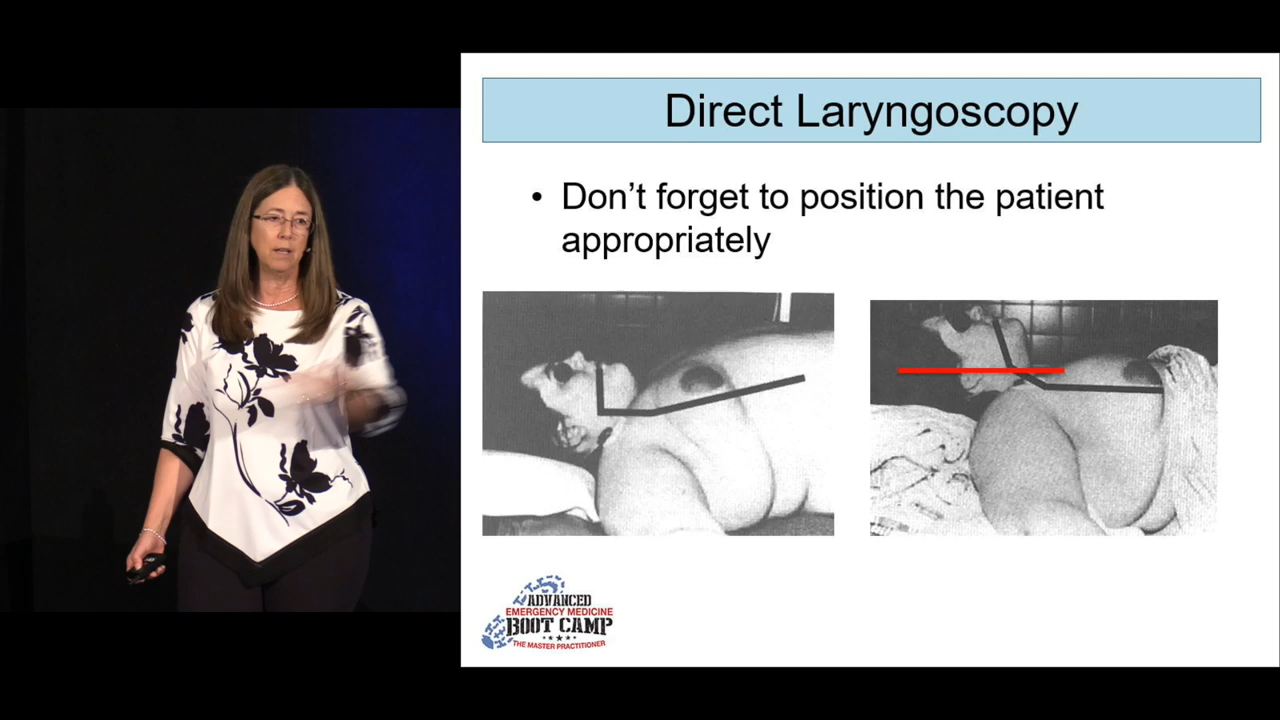 Direct Laryngoscopy
• Don’t forget to position the patient
appropriately
ADVANCED
EMERGENCY MEDICINE
BOOT CAMP
THE MASTER PRACTITIONER